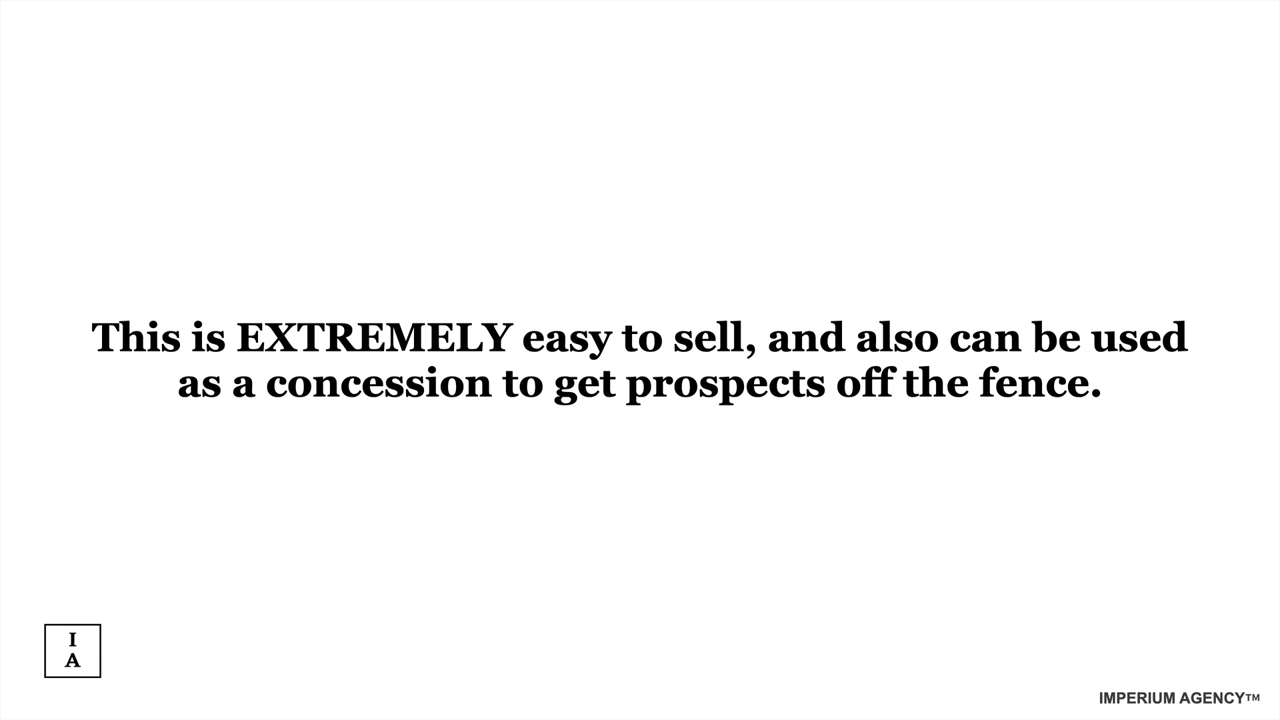 This is EXTREMELY easy to sell, and also can be used
as a concession to get prospects off the fence.
I
A
IMPERIUM AGENCY™